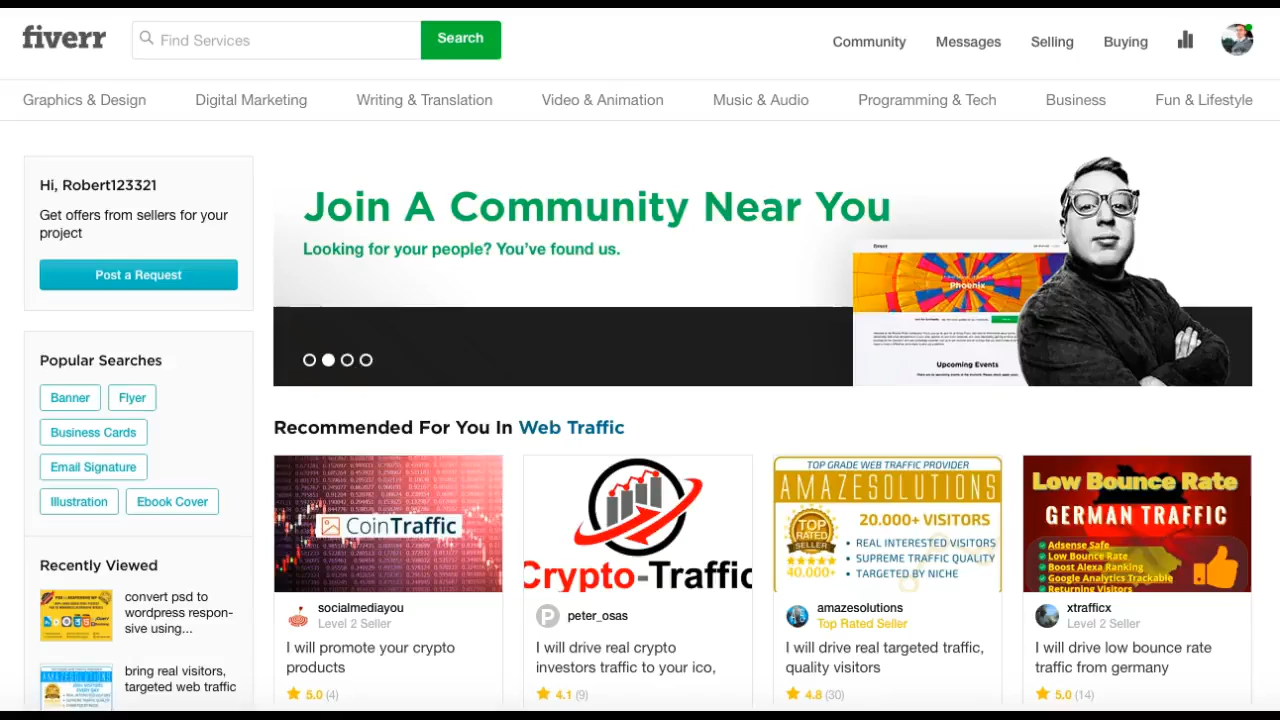 fiverr
Find Services
Search
Community
Messages
Selling
Buying
Graphics & Design
Digital Marketing
Writing & Translation
Video & Animation
Music & Audio
Programming & Tech
Business
Fun & Lifestyle
Hi, Robert123321
Get offers from sellers for your
project
Post a Request
Join A Community Near You
Looking for your people? You've found us.
Phoenix
Upcoming Events
Popular Searches
Banner
Flyer
Business Cards
Email Signature
Illustration
Ebook Cover
Recently Viewed
convert psd to
wordpress respon-
sive using...
bring real visitors,
targeted web traffic
Recommended For You In Web Traffic
CoinTraffic
socialmediayou
Level 2 Seller
I will promote your crypto
products
5.0 (4)
Crypto-Traffic
P
peter_osas
I will drive real crypto
investors traffic to your ico,
4.1 (9)
TOP GRADE WEB TRAFFIC PROVIDER
AMAZESOLUTIONS
TOP
RATED
SELLER
40.000+
20.000+ VISITORS
• REAL INTERESTED VISITORS
• SUPREME TRAFFIC QUALITY
• TARGETED BY NICHE
amazesolutions
Top Rated Seller
I will drive real targeted traffic,
quality visitors
4.8 (30)
Low Bounce Rate
GERMAN TRAFFIC
Adsense Safe
Low Bounce Rate
Boost Alexa Ranking
Google Analytics Trackable
Returning Visitors
xtrafficx
Level 2 Seller
I will drive low bounce rate
traffic from germany
5.0 (14)